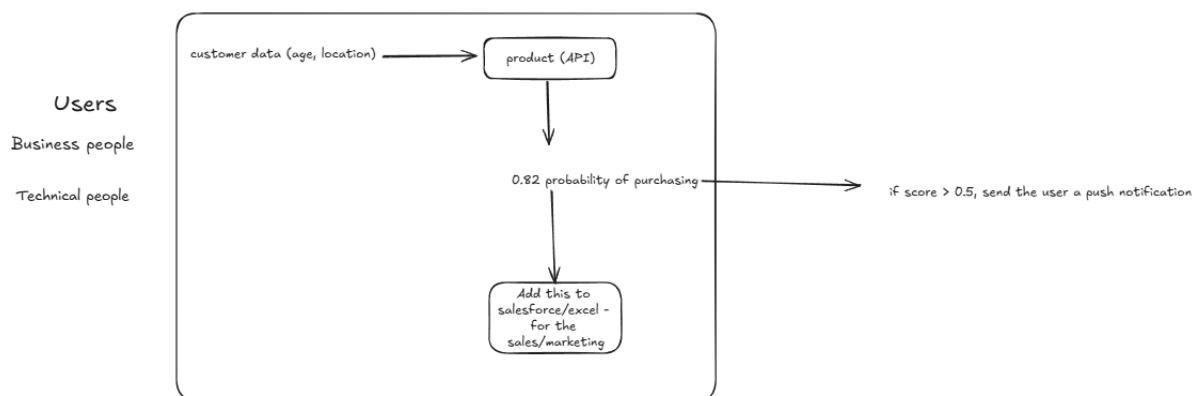 customer data (age, location)
product (API)
Users
Business people
Technical people
0.82 probability of purchasing
if score > 0.5, send the user a push notification
Add this to
salesforce/excel -
for the
sales/marketing